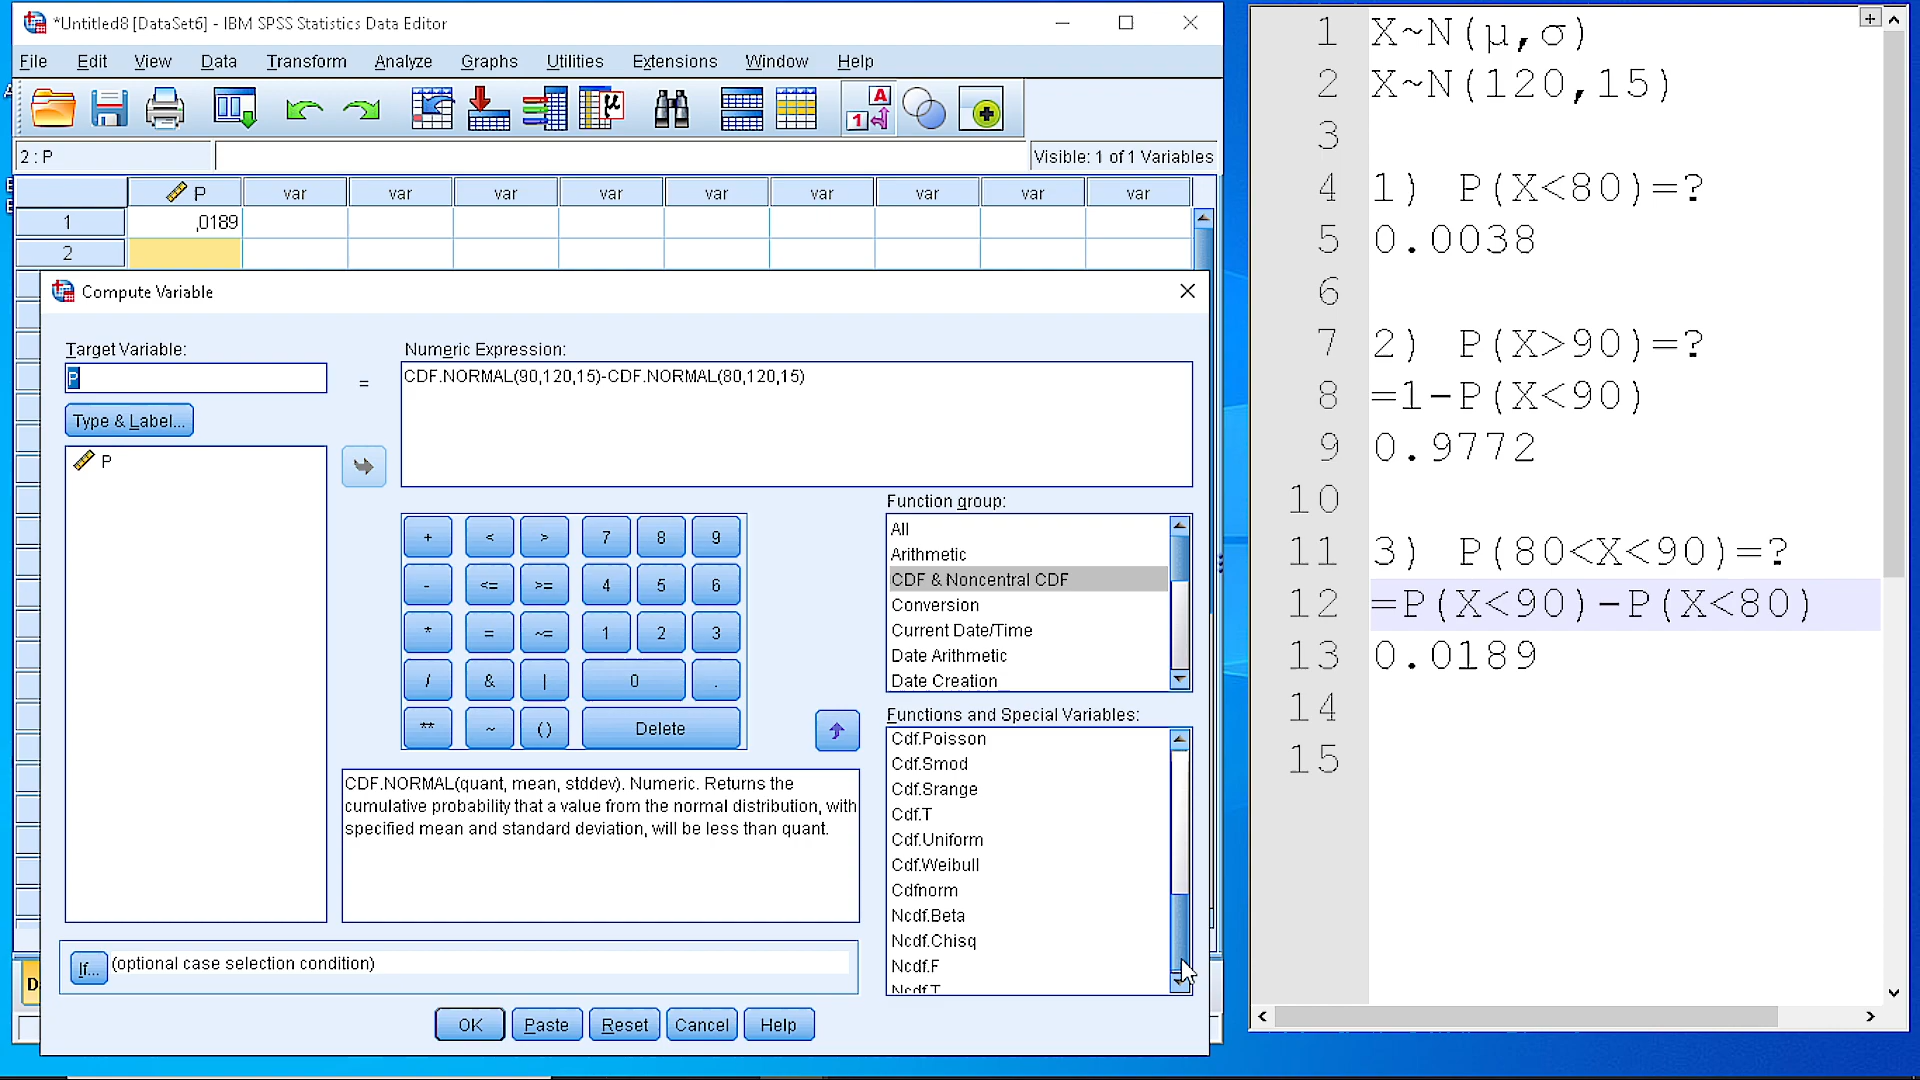 *Untitled8 [DataSet6] - IBM SPSS Statistics Data Editor
File Edit View Data Transform Analyze Graphs Utilities Extensions Window Help
2 : P
Visible: 1 of 1 Variables
P var var var var var var var var var
1 ,0189
2
Compute Variable
Target Variable:
P
=
Type & Label...
P
Numeric Expression:
CDF.NORMAL(90,120,15)-CDF.NORMAL(80,120,15)
+ < > 7 8 9
- <= >= 4 5 6
* = ~= 1 2 3
/ & | 0 .
** ~ () Delete
Function group:
All
Arithmetic
CDF & Noncentral CDF
Conversion
Current Date/Time
Date Arithmetic
Date Creation
Functions and Special Variables:
Cdf.Poisson
Cdf.Smod
Cdf.Srange
Cdf.T
Cdf.Uniform
Cdf.Weibull
Cdfnorm
Ncdf.Beta
Ncdf.Chisq
Ncdf.F
Ncdf.T
CDF.NORMAL(quant, mean, stddev). Numeric. Returns the
cumulative probability that a value from the normal distribution, with
specified mean and standard deviation, will be less than quant.
If... (optional case selection condition)
OK Paste Reset Cancel Help
1 X~N(μ,σ)
2 X~N(120,15)
3
4 1) P(X<80)=?
5 0.0038
6
7 2) P(X>90)=?
8 =1-P(X<90)
9 0.9772
10
11 3) P(80<X<90)=?
12 =P(X<90)-P(X<80)
13 0.0189
14
15